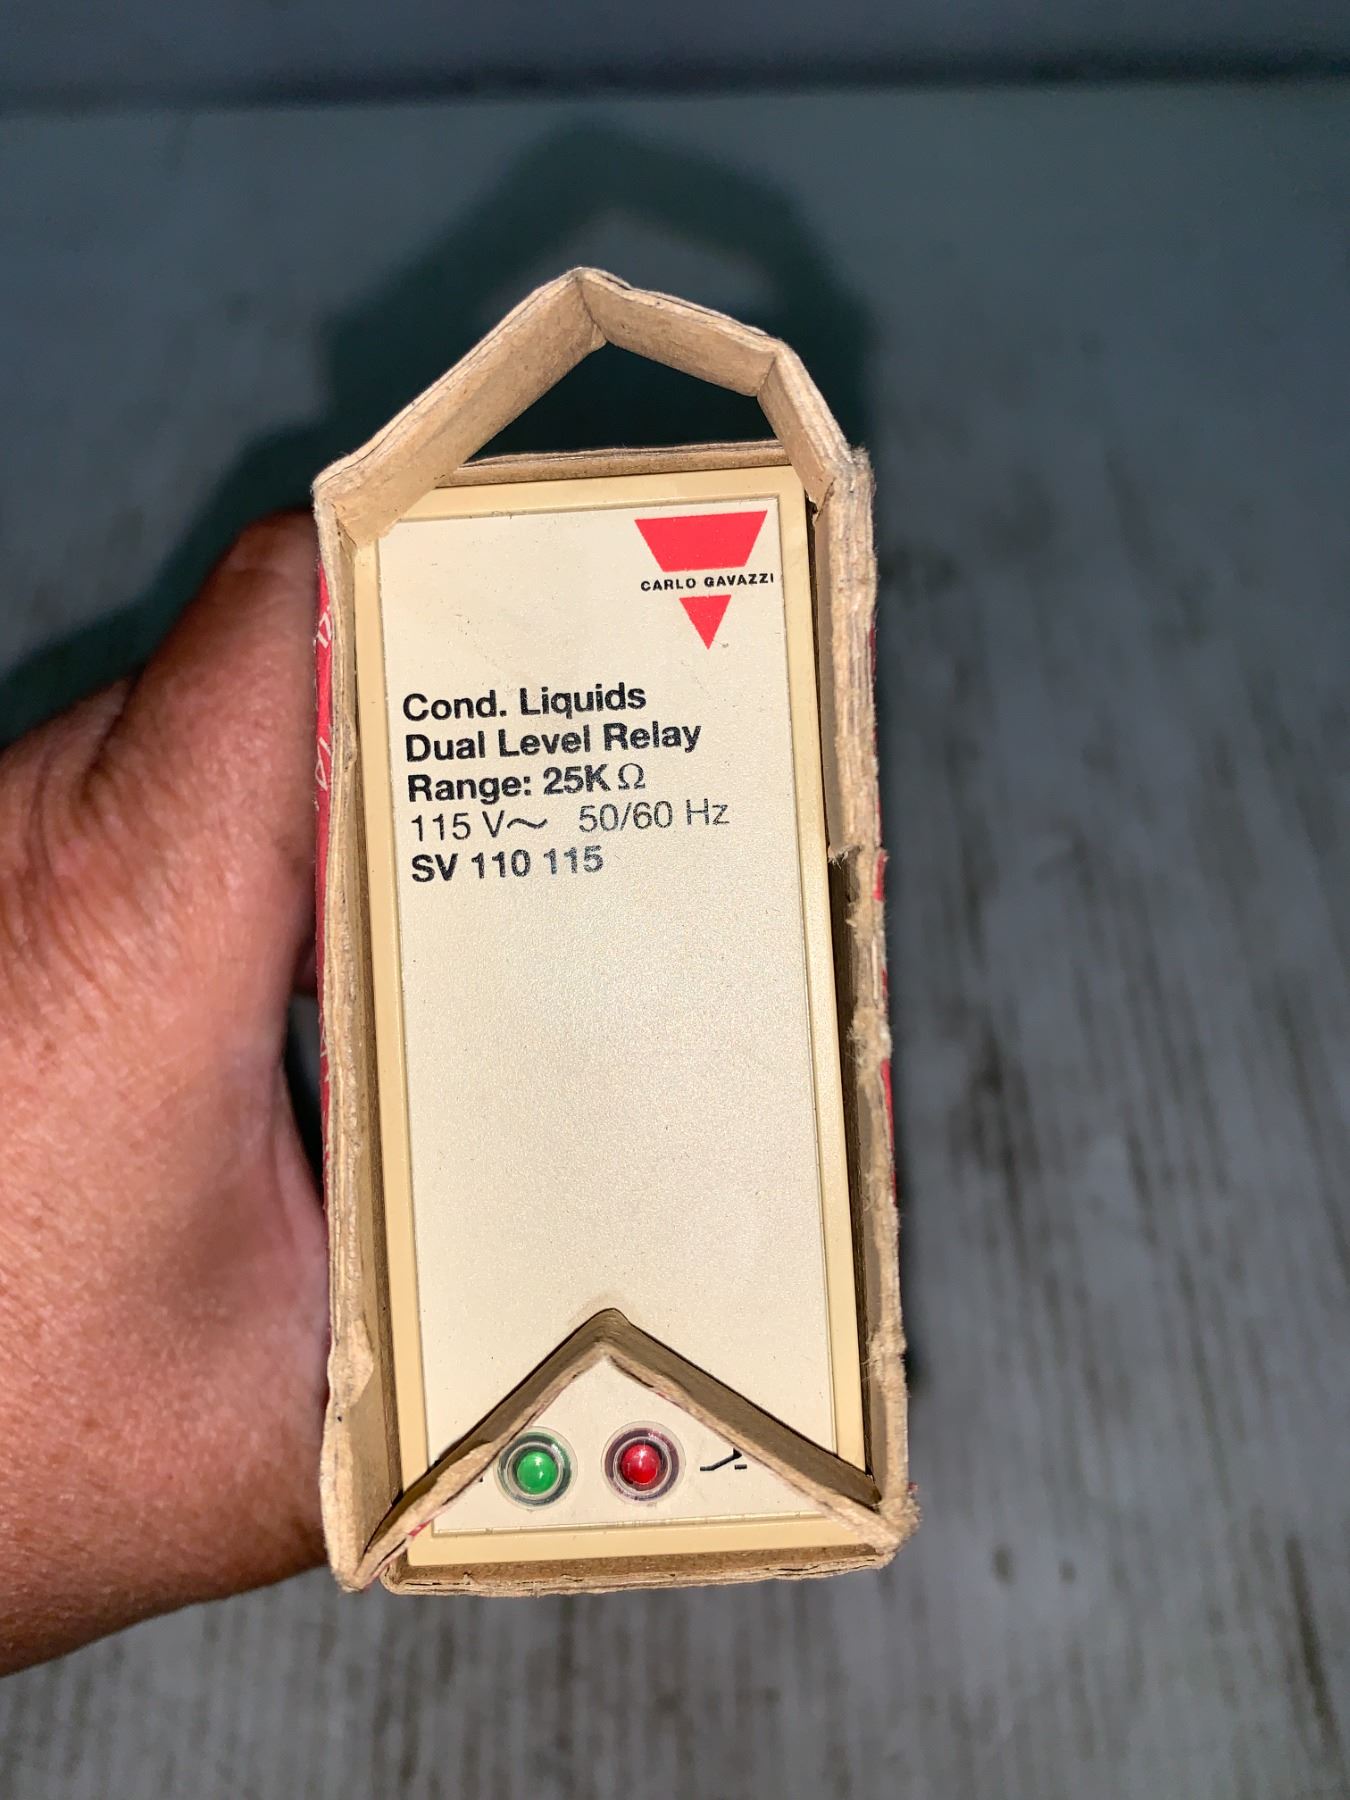 CARLO GAVAZZI
Cond. Liquids
Dual Level Relay
Range: 25K Ω
115 V~ 50/60 Hz
SV 110 115